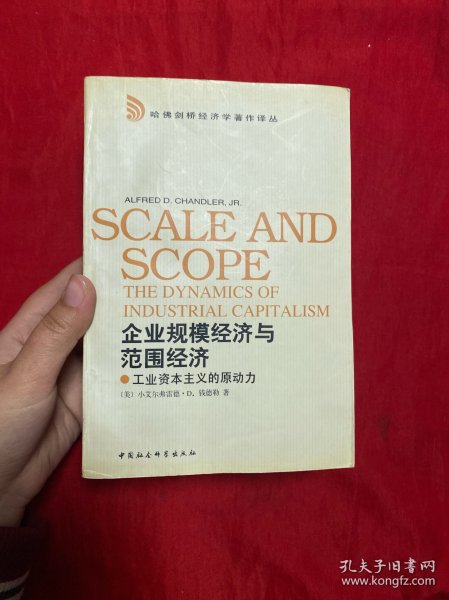 哈佛剑桥经济学著作译丛
ALFRED D. CHANDLER, JR.
SCALE AND
SCOPE
THE DYNAMICS OF
INDUSTRIAL CAPITALISM
企业规模经济与
范围经济
●工业资本主义的原动力
〔美〕小艾尔弗雷德·D. 钱德勒 著
中国社会科学出版社
孔夫子旧书网
www.kongfz.com